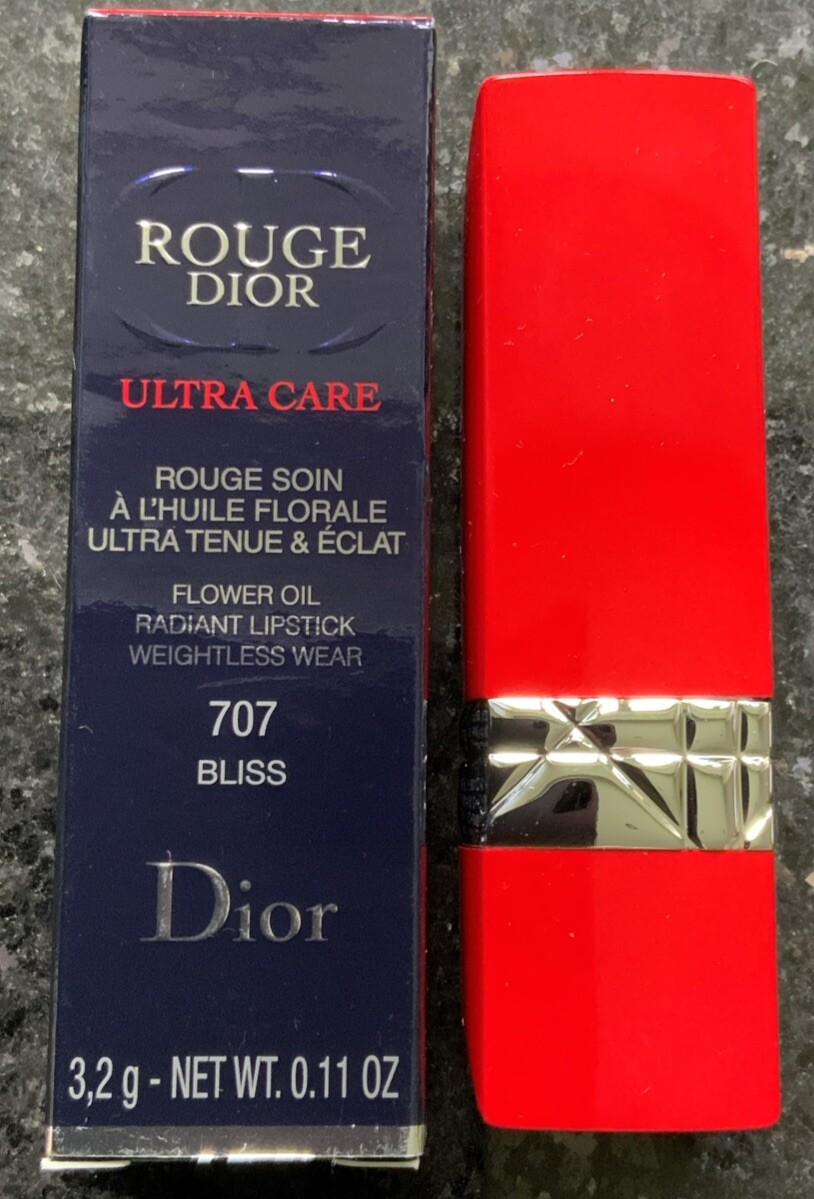 ROUGE
DIOR
ULTRA CARE
ROUGE SOIN
À L'HUILE FLORALE
ULTRA TENUE & ÉCLAT
FLOWER OIL
RADIANT LIPSTICK
WEIGHTLESS WEAR
707
BLISS
Dior
3,2 g - NET WT. 0.11 OZ